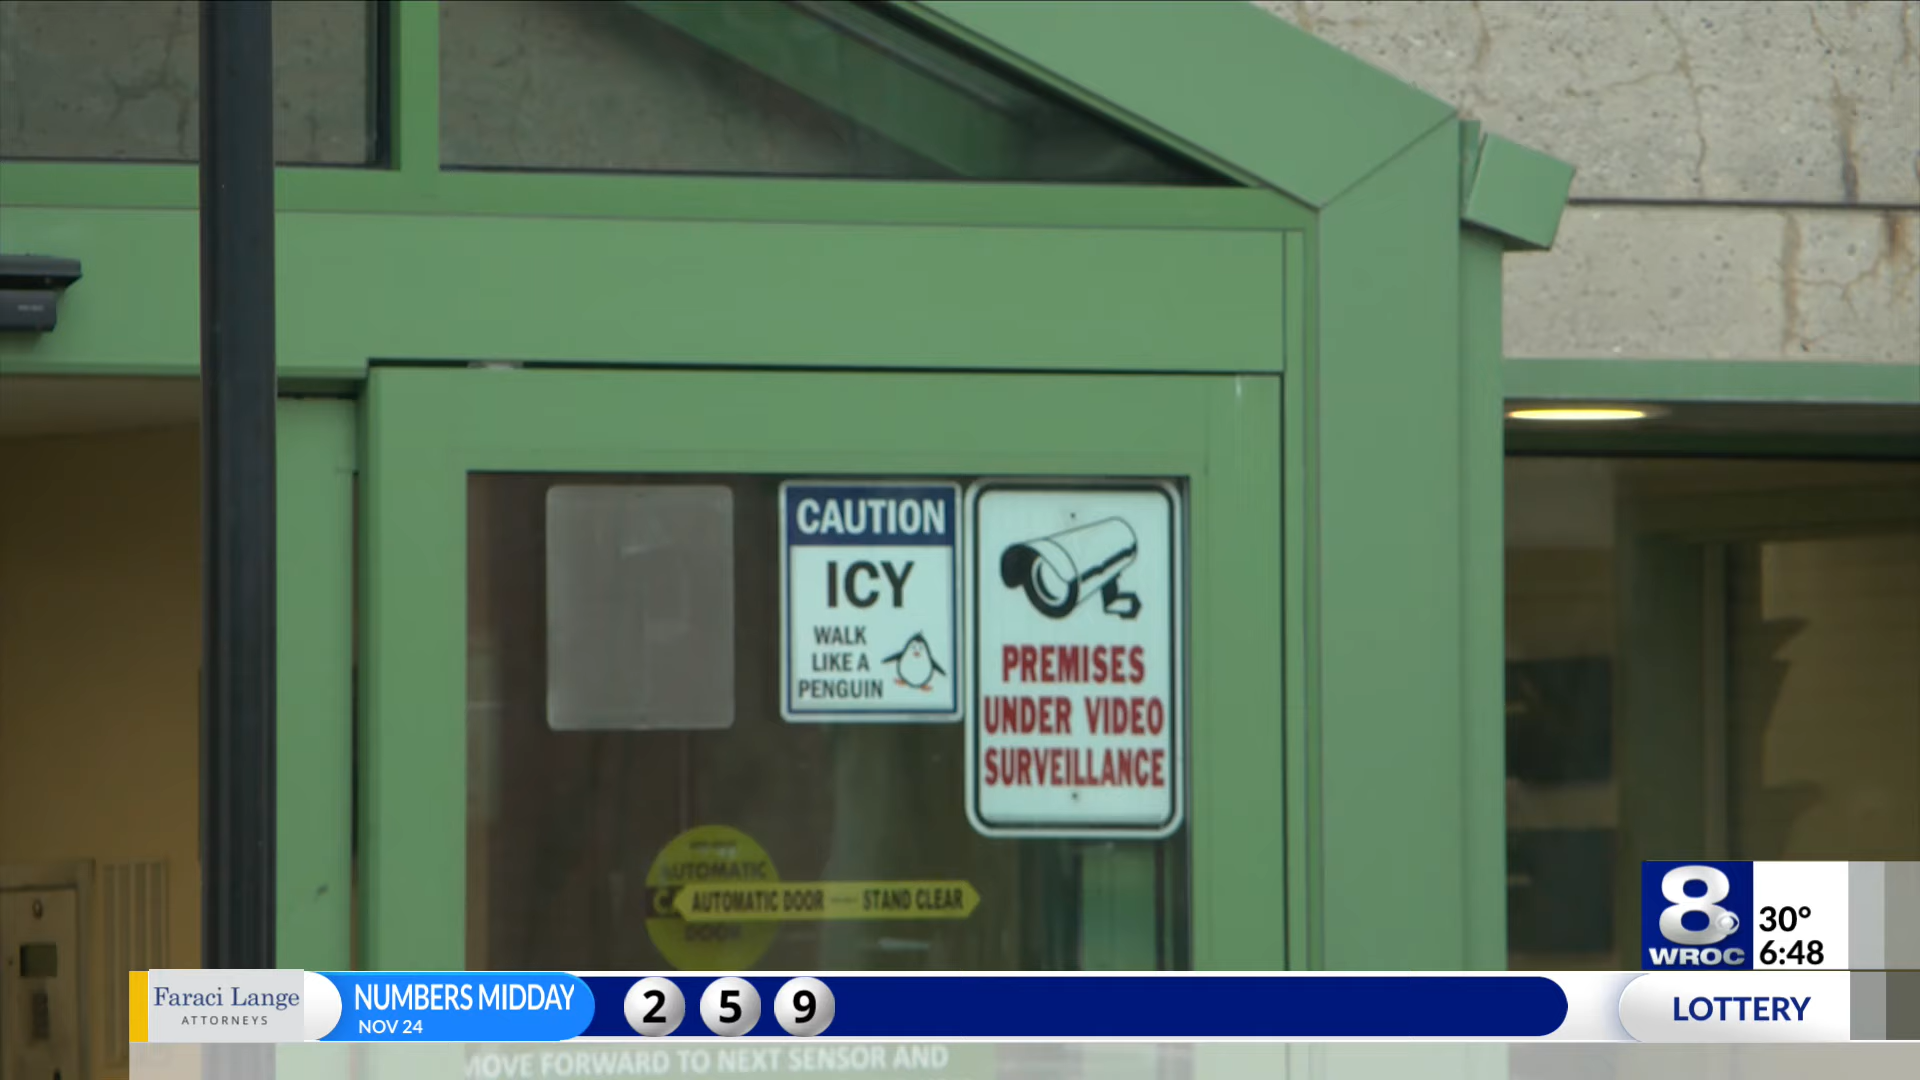 CAUTION
ICY
WALK
LIKE A
PENGUIN
PREMISES
UNDER VIDEO
SURVEILLANCE
AUTOMATIC
AUTOMATIC DOOR STAND CLEAR
DOOR
8
WROC
30°
6:48
Faraci Lange
ATTORNEYS
NUMBERS MIDDAY
NOV 24
2 5 9
LOTTERY
MOVE FORWARD TO NEXT SENSOR AND